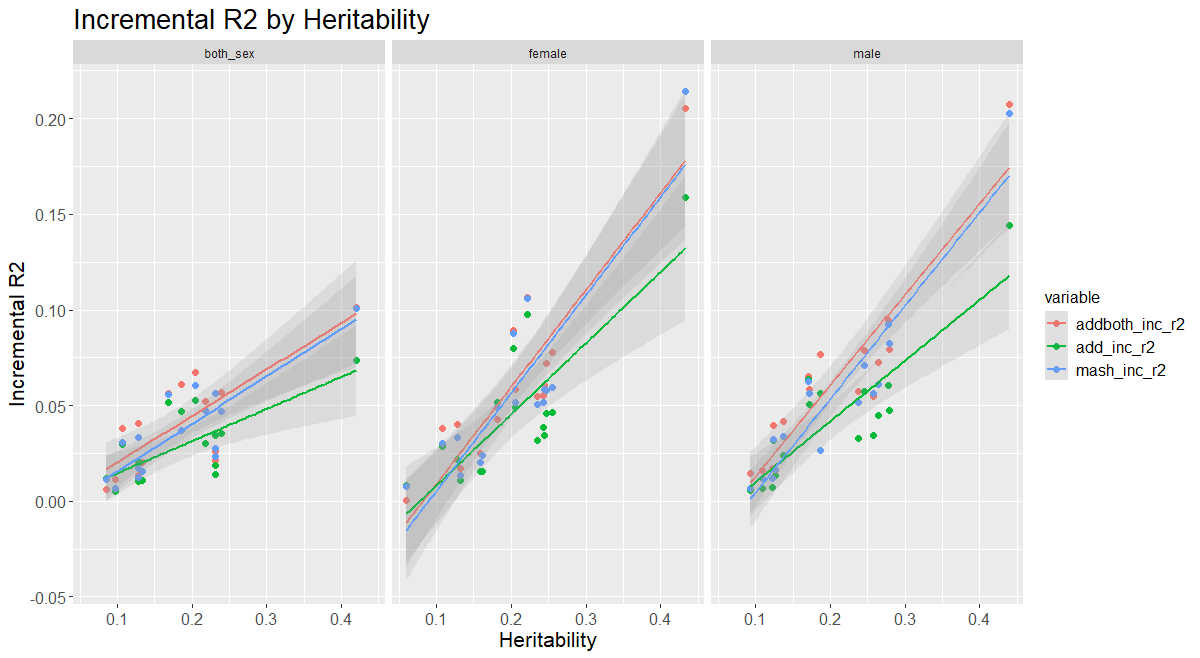 Incremental R2 by Heritability
both_sex female male
0.20
0.15
0.10
0.05
0.00
-0.05
Incremental R2
0.1 0.2 0.3 0.4 0.1 0.2 0.3 0.4 0.1 0.2 0.3 0.4
Heritability
variable
addboth_inc_r2
add_inc_r2
mash_inc_r2